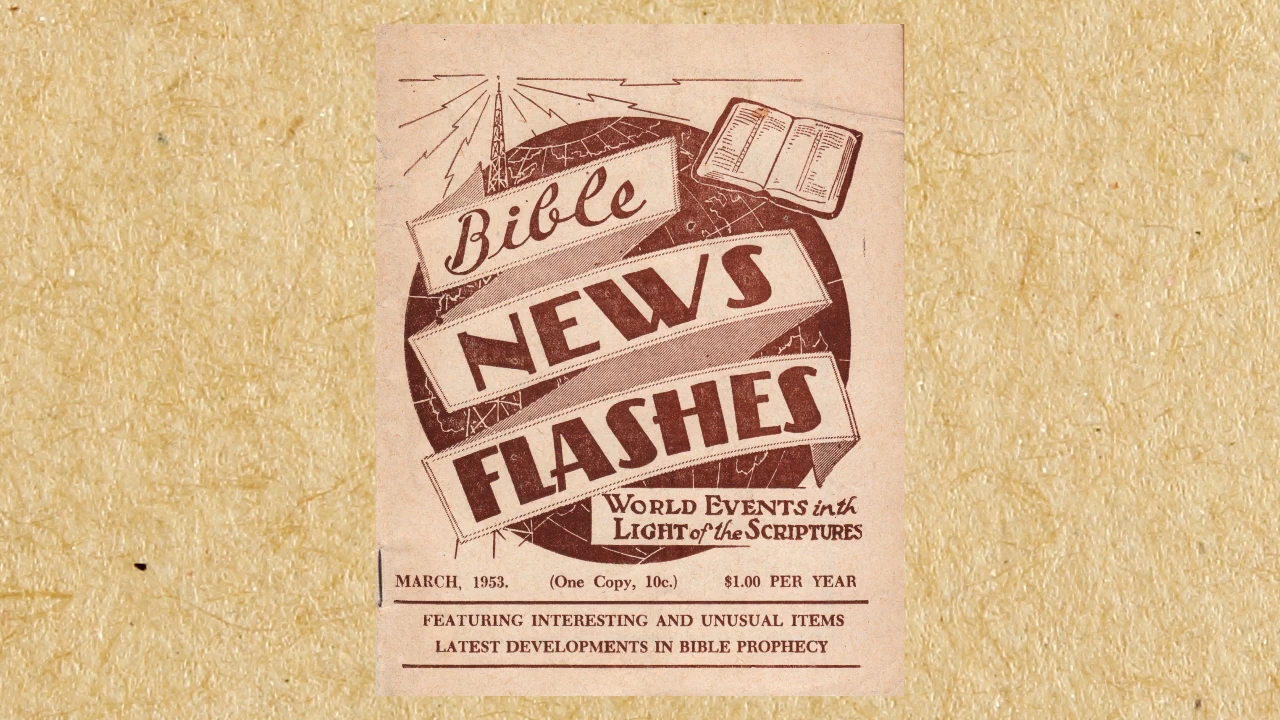 Bible
NEWS
FLASHES
WORLD EVENTS in th
LIGHT of the SCRIPTURES
MARCH, 1953. (One Copy, 10c.) $1.00 PER YEAR
FEATURING INTERESTING AND UNUSUAL ITEMS
LATEST DEVELOPMENTS IN BIBLE PROPHECY